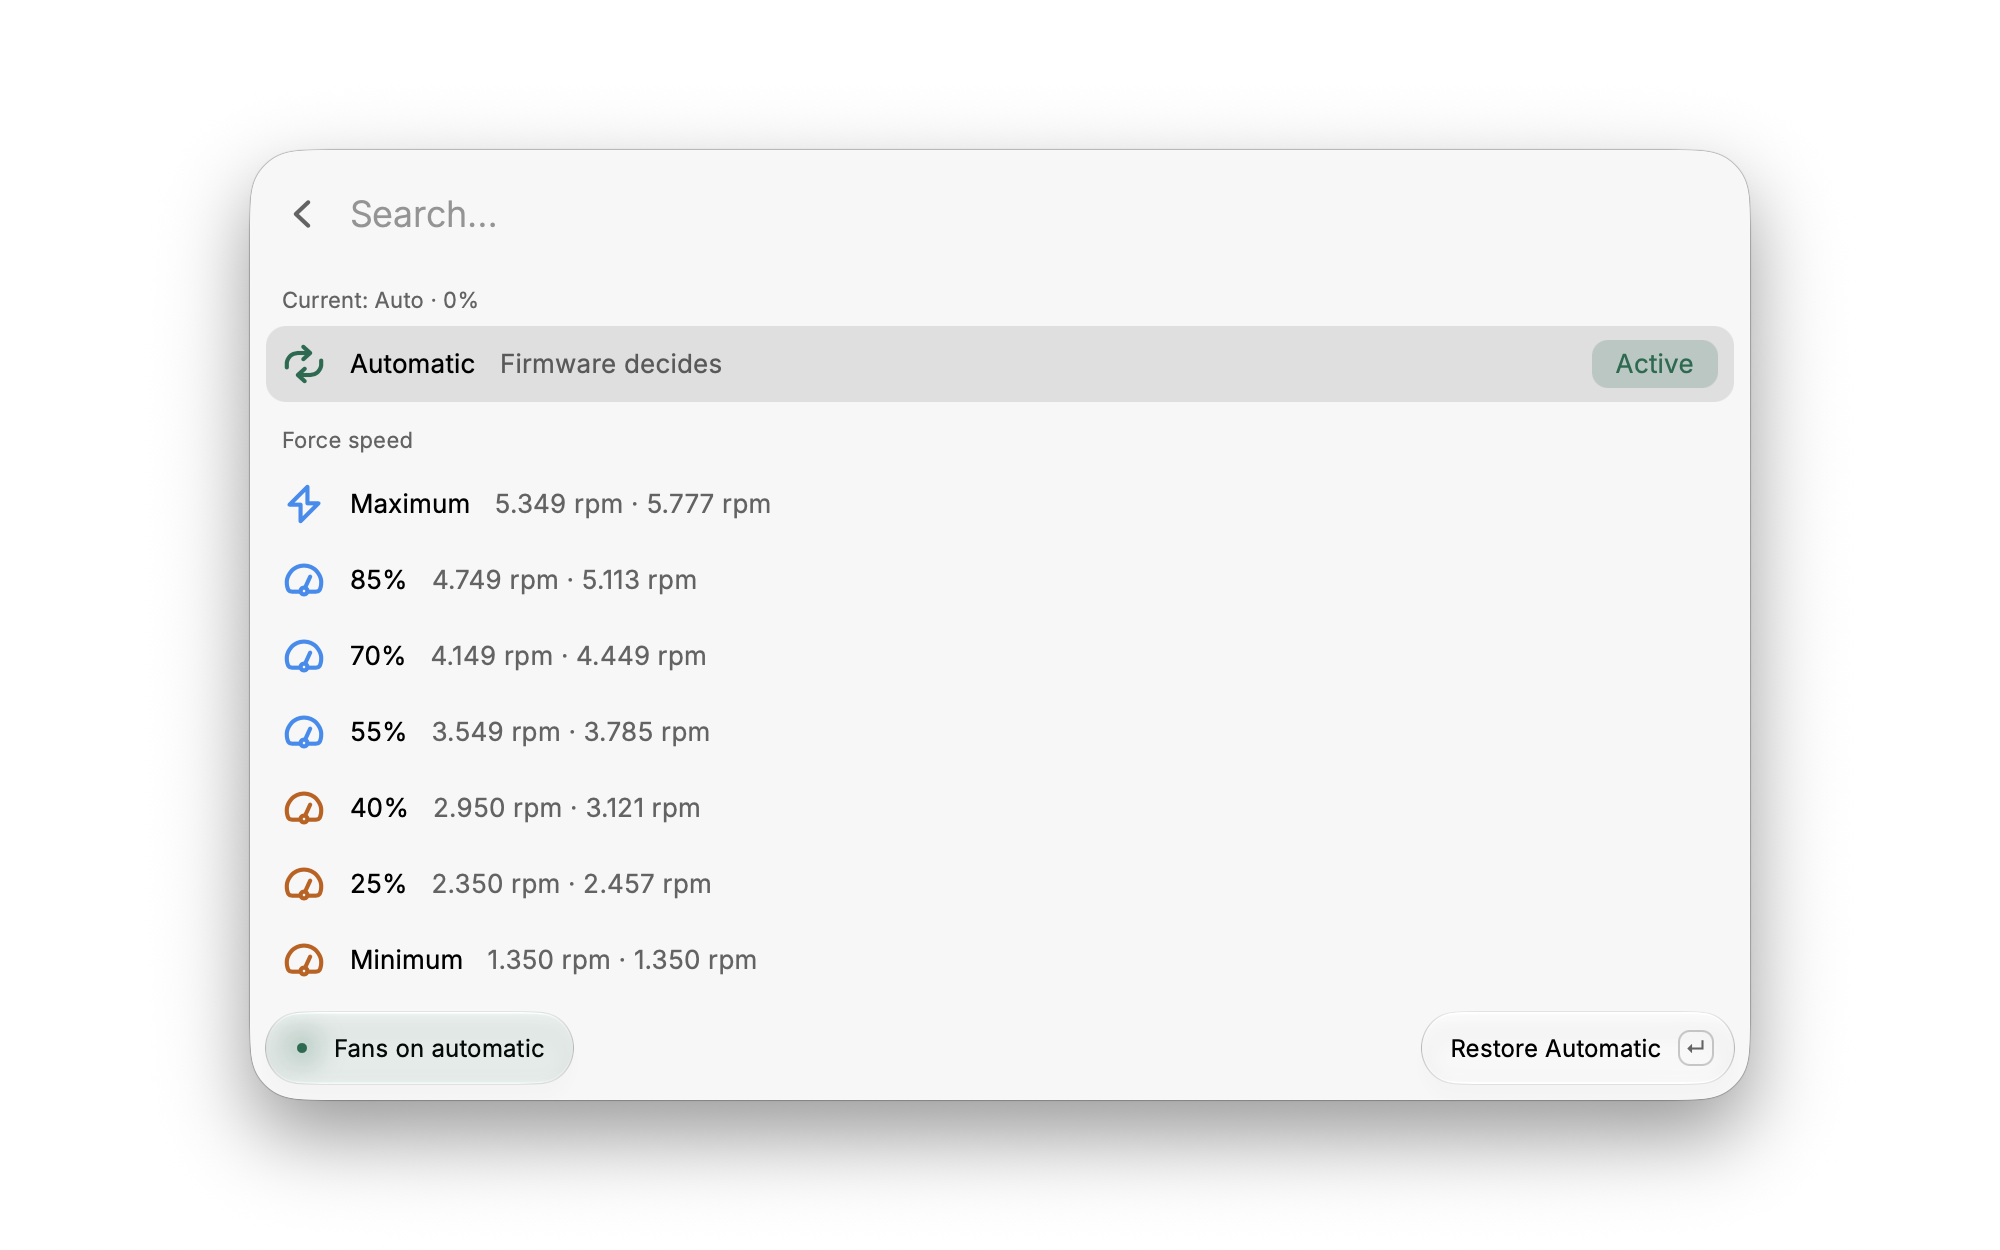 Search...
Current: Auto · 0%
Automatic Firmware decides Active
Force speed
Maximum 5.349 rpm · 5.777 rpm
85% 4.749 rpm · 5.113 rpm
70% 4.149 rpm · 4.449 rpm
55% 3.549 rpm · 3.785 rpm
40% 2.950 rpm · 3.121 rpm
25% 2.350 rpm · 2.457 rpm
Minimum 1.350 rpm · 1.350 rpm
Fans on automatic Restore Automatic